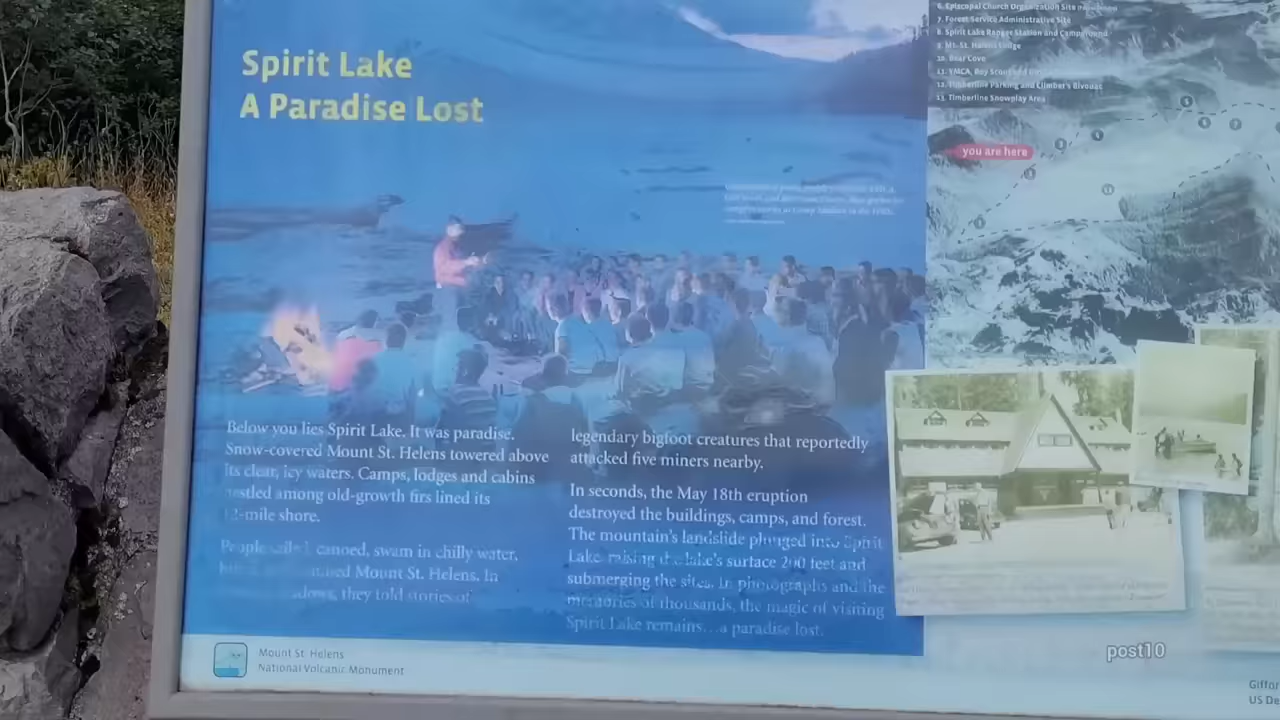 Spirit Lake
A Paradise Lost
6. Episcopal Church Organization Site
7. Forest Service Administrative Site
8. Spirit Lake Ranger Station and Campground
9. Mt. St. Helens Lodge
10. Bear Cove
11. YMCA, Boy Scout
12. Timberline Parking and Climber's Bivouac
13. Timberline Snowplay Area
you are here
Below you lies Spirit Lake. It was paradise.
Snow-covered Mount St. Helens towered above
its clear, icy waters. Camps, lodges and cabins
nestled among old-growth firs lined its
12-mile shore.
People canoed, swam in chilly water,
Mount St. Helens. In
they told stories of
legendary bigfoot creatures that reportedly
attacked five miners nearby.
In seconds, the May 18th eruption
destroyed the buildings, camps, and forest.
The mountain's landslide plunged into Spirit
Lake raising the lake's surface 200 feet and
submerging the sites. In photographs and the
memories of thousands, the magic of visiting
Spirit Lake remains...a paradise lost.
Mount St. Helens
National Volcanic Monument
post10
US